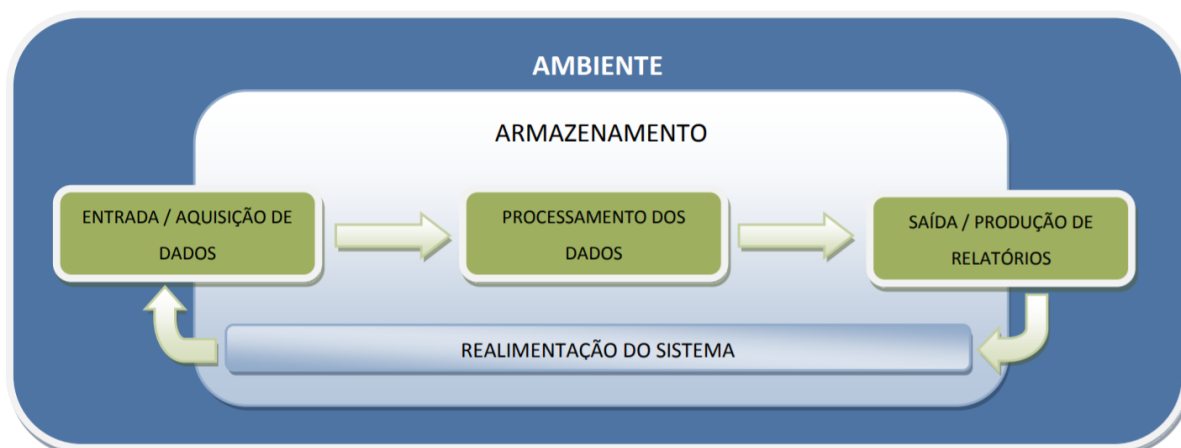 AMBIENTE
ARMAZENAMENTO
ENTRADA / AQUISIÇÃO DE
DADOS
PROCESSAMENTO DOS
DADOS
SAÍDA / PRODUÇÃO DE
RELATÓRIOS
REALIMENTAÇÃO DO SISTEMA